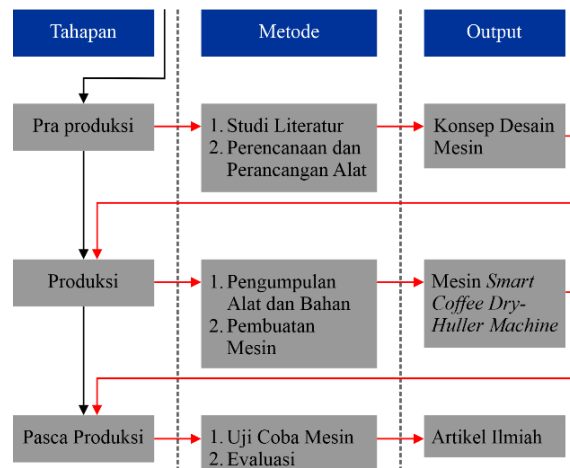 Tahapan
Metode
Output
Pra produksi
1. Studi Literatur
2. Perencanaan dan
Perancangan Alat
Konsep Desain
Mesin
Produksi
1. Pengumpulan
Alat dan Bahan
2. Pembuatan
Mesin
Mesin Smart
Coffee Dry-
Huller Machine
Pasca Produksi
1. Uji Coba Mesin
2. Evaluasi
Artikel Ilmiah